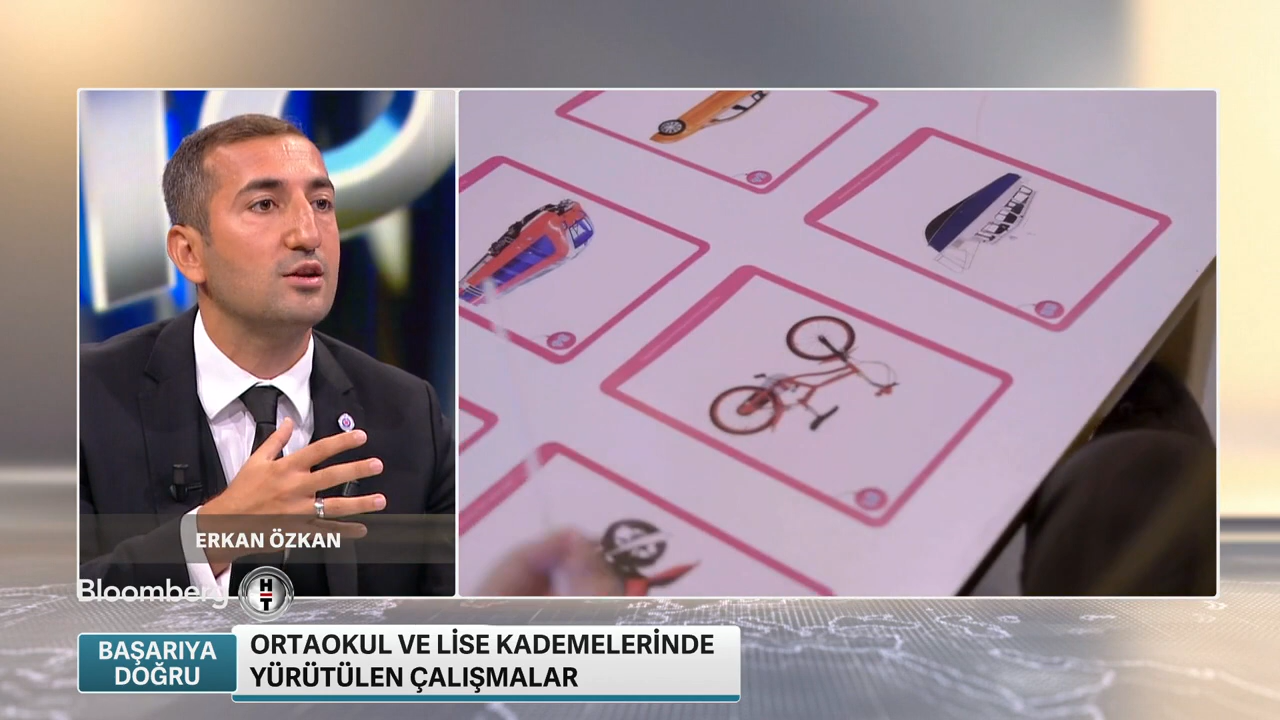 ERKAN ÖZKAN
Bloomberg HT
BAŞARIYA
DOĞRU
ORTAOKUL VE LİSE KADEMELERİNDE
YÜRÜTÜLEN ÇALIŞMALAR